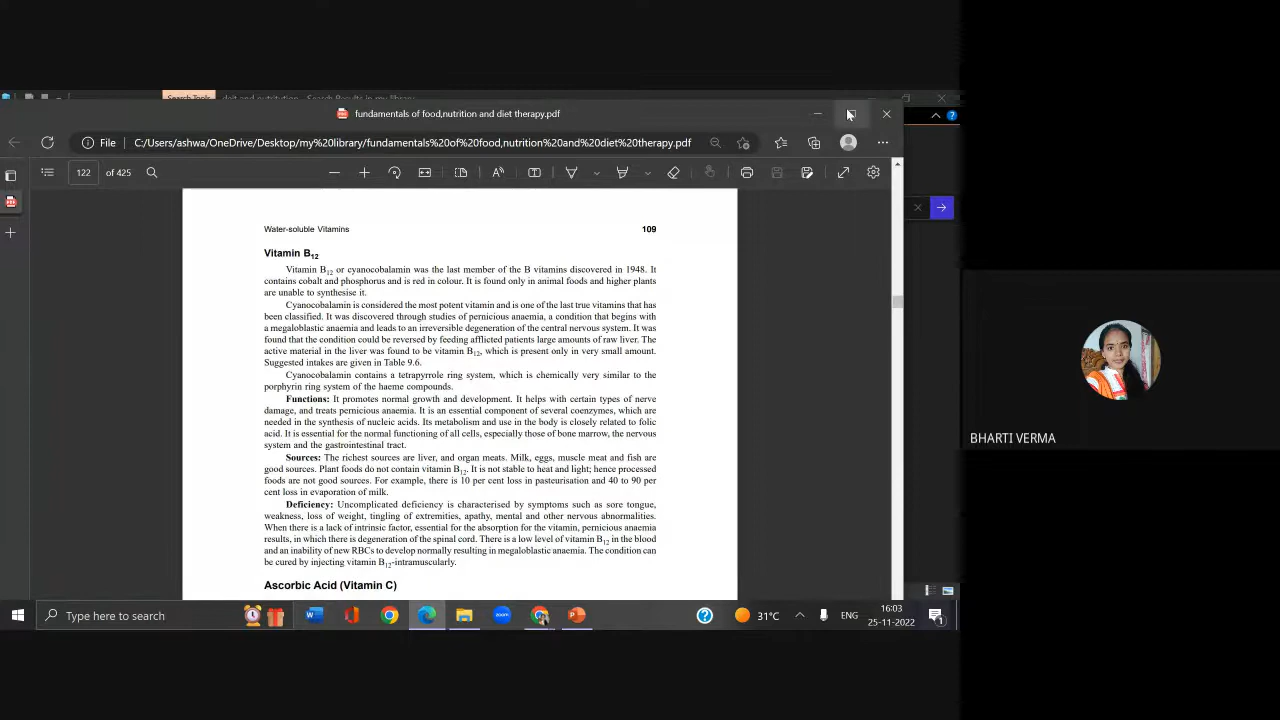 Search Tools
fundamentals of food,nutrition and diet therapy.pdf
File
C:/Users/ashwa/OneDrive/Desktop/my%20library/fundamentals%20of%20food,nutrition%20and%20diet%20therapy.pdf
122 of 425
Water-soluble Vitamins 109
Vitamin B12
Vitamin B12 or cyanocobalamin was the last member of the B vitamins discovered in 1948. It
contains cobalt and phosphorus and is red in colour. It is found only in animal foods and higher plants
are unable to synthesise it.
Cyanocobalamin is considered the most potent vitamin and is one of the last true vitamins that has
been classified. It was discovered through studies of pernicious anaemia, a condition that begins with
a megaloblastic anaemia and leads to an irreversible degeneration of the central nervous system. It was
found that the condition could be reversed by feeding afflicted patients large amounts of raw liver. The
active material in the liver was found to be vitamin B12, which is present only in very small amount.
Suggested intakes are given in Table 9.6.
Cyanocobalamin contains a tetrapyrrole ring system, which is chemically very similar to the
porphyrin ring system of the haeme compounds.
Functions: It promotes normal growth and development. It helps with certain types of nerve
damage, and treats pernicious anaemia. It is an essential component of several coenzymes, which are
needed in the synthesis of nucleic acids. Its metabolism and use in the body is closely related to folic
acid. It is essential for the normal functioning of all cells, especially those of bone marrow, the nervous
system and the gastrointestinal tract.
Sources: The richest sources are liver, and organ meats. Milk, eggs, muscle meat and fish are
good sources. Plant foods do not contain vitamin B12. It is not stable to heat and light; hence processed
foods are not good sources. For example, there is 10 per cent loss in pasteurisation and 40 to 90 per
cent loss in evaporation of milk.
Deficiency: Uncomplicated deficiency is characterised by symptoms such as sore tongue,
weakness, loss of weight, tingling of extremities, apathy, mental and other nervous abnormalities.
When there is a lack of intrinsic factor, essential for the absorption for the vitamin, pernicious anaemia
results, in which there is degeneration of the spinal cord. There is a low level of vitamin B12 in the blood
and an inability of new RBCs to develop normally resulting in megaloblastic anaemia. The condition can
be cured by injecting vitamin B12-intramuscularly.
Ascorbic Acid (Vitamin C)
BHARTI VERMA
Type here to search
zoom
31°C
ENG
16:03
25-11-2022
1